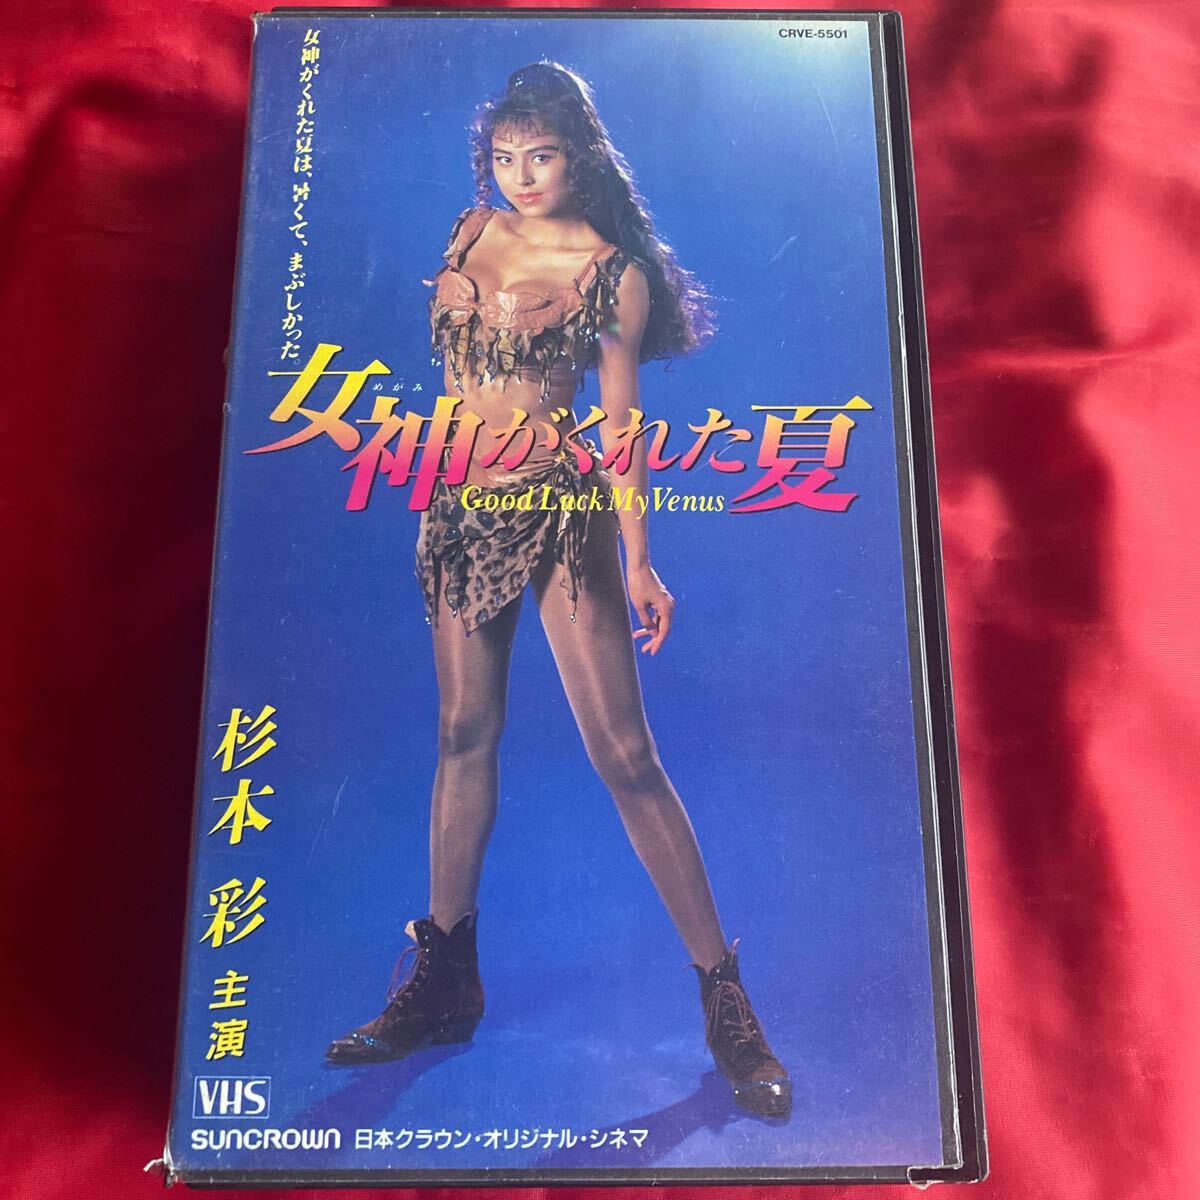 CRVE-5501
女神がくれた夏は、暑くて、まぶしかった。
女神がくれた夏
めがみ
Good Luck My Venus
杉本 彩 主演
VHS
SUNCROWN 日本クラウン・オリジナル・シネマ